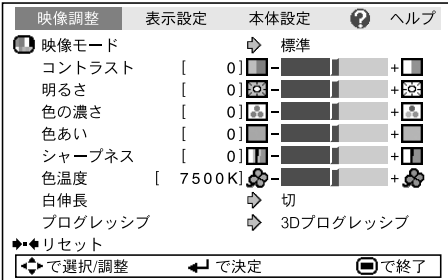 映像調整 表示設定 本体設定 ? ヘルプ
映像モード 標準
コントラスト [ 0] - +
明るさ [ 0] - +
色の濃さ [ 0] - +
色あい [ 0] - +
シャープネス [ 0] - +
色温度 [ 7500K] - +
白伸長 切
プログレッシブ 3Dプログレッシブ
リセット
で選択/調整 で決定 で終了